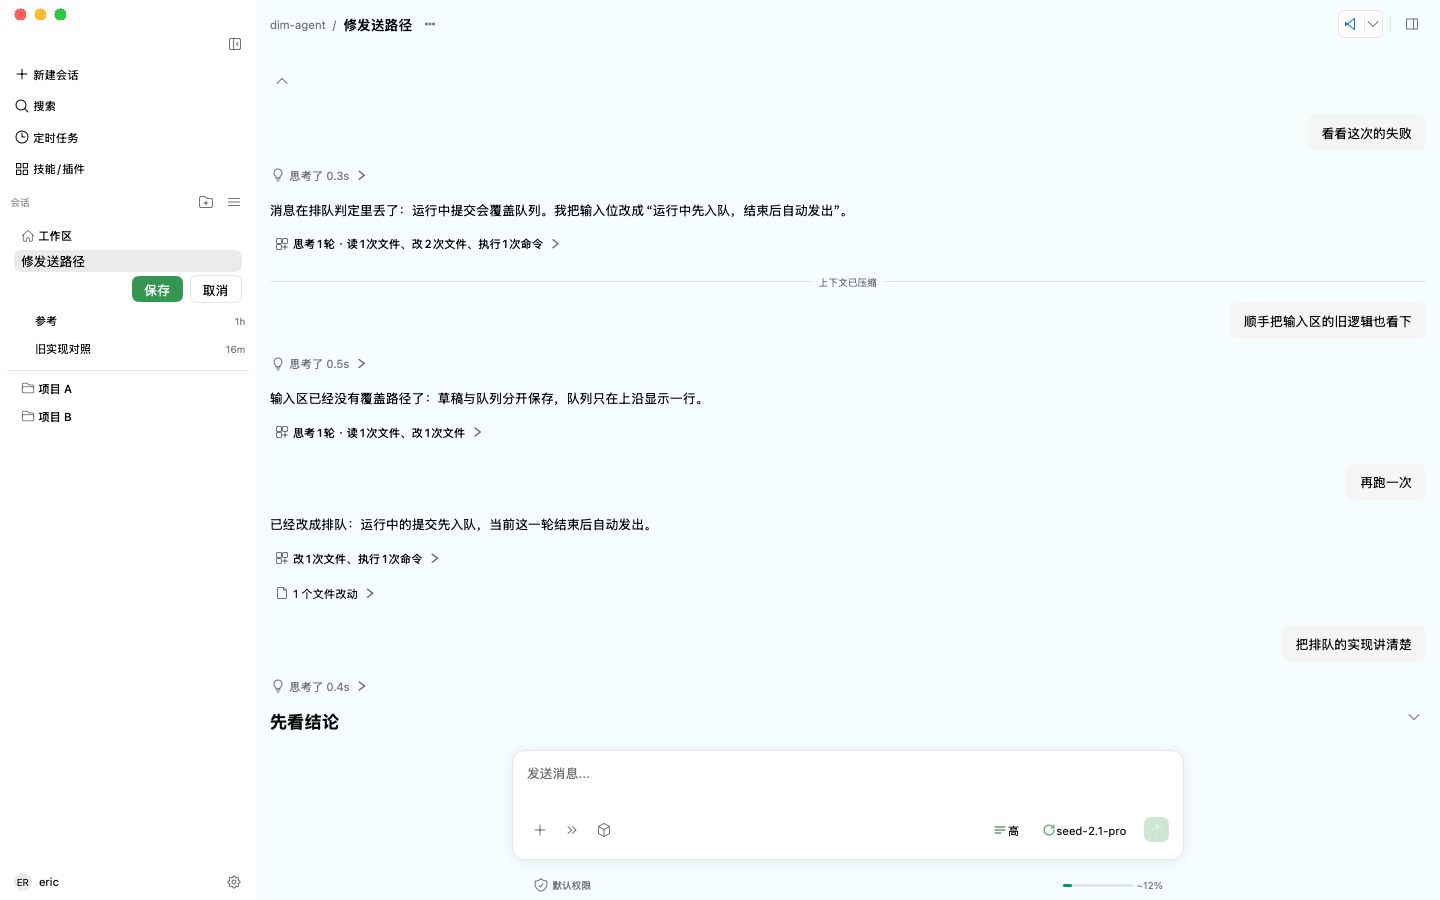 dim-agent / 修发送路径 ···
新建会话
搜索
定时任务
技能/插件
会话
工作区
修发送路径
保存 取消
参考 1h
旧实现对照 16m
项目 A
项目 B
ER eric
看看这次的失败
思考了 0.3s
消息在排队判定里丢了：运行中提交会覆盖队列。我把输入位改成“运行中先入队，结束后自动发出”。
思考1轮 · 读1次文件、改2次文件、执行1次命令
上下文已压缩
顺手把输入区的旧逻辑也看下
思考了 0.5s
输入区已经没有覆盖路径了：草稿与队列分开保存，队列只在上沿显示一行。
思考1轮 · 读1次文件、改1次文件
再跑一次
已经改成排队：运行中的提交先入队，当前这一轮结束后自动发出。
改1次文件、执行1次命令
1 个文件改动
把排队的实现讲清楚
思考了 0.4s
先看结论
发送消息...
高 seed-2.1-pro
默认权限 ~12%